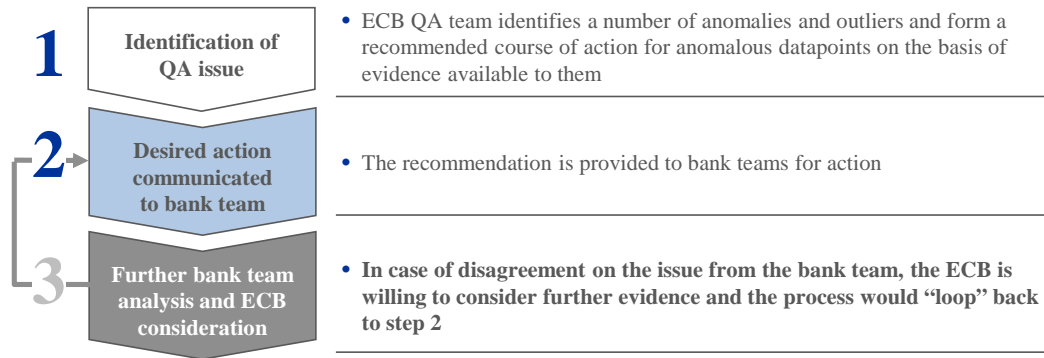 1
Identification of
QA issue
• ECB QA team identifies a number of anomalies and outliers and form a
recommended course of action for anomalous datapoints on the basis of
evidence available to them
2
Desired action
communicated
to bank team
• The recommendation is provided to bank teams for action
3
Further bank team
analysis and ECB
consideration
• In case of disagreement on the issue from the bank team, the ECB is
willing to consider further evidence and the process would “loop” back
to step 2